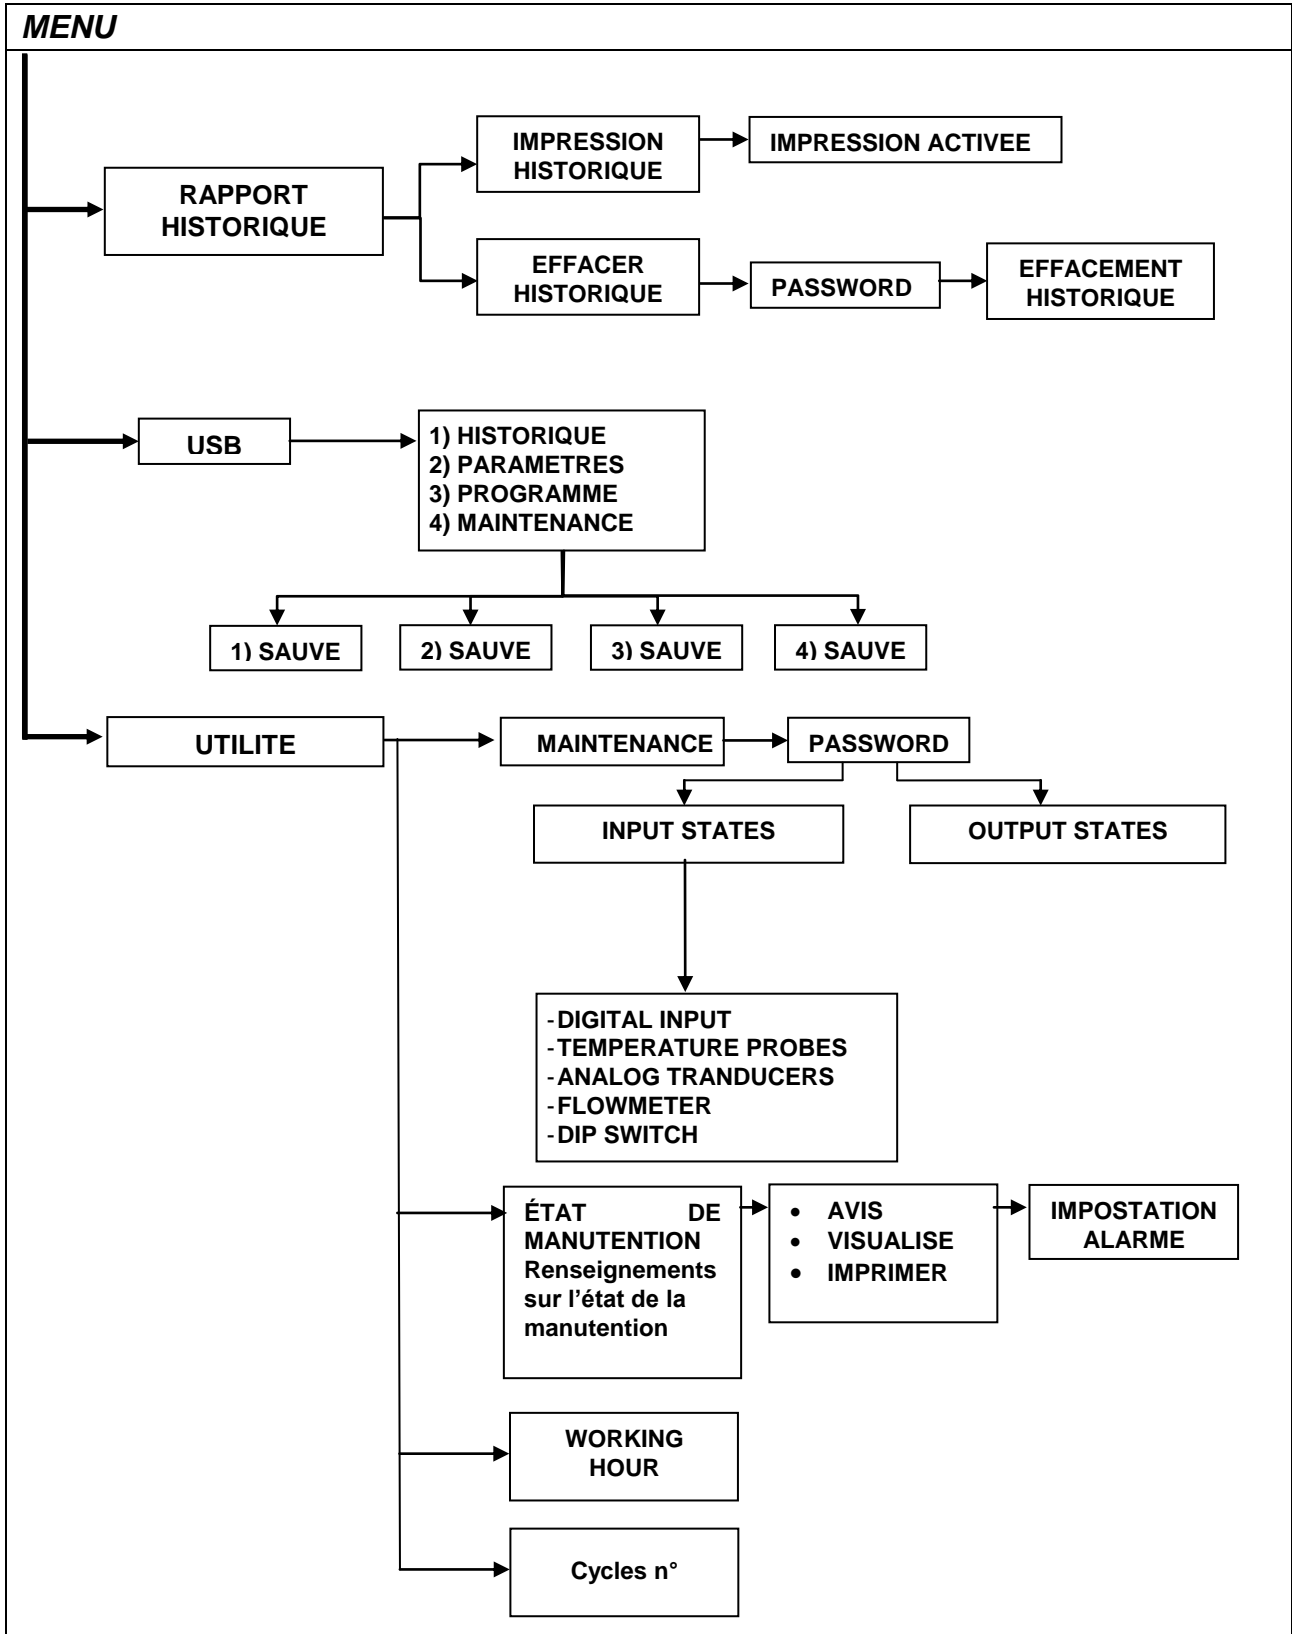 MENU
IMPRESSION
HISTORIQUE
IMPRESSION ACTIVEE
RAPPORT
HISTORIQUE
EFFACER
HISTORIQUE
PASSWORD
EFFACEMENT
HISTORIQUE
USB
1) HISTORIQUE
2) PARAMETRES
3) PROGRAMME
4) MAINTENANCE
1) SAUVE
2) SAUVE
3) SAUVE
4) SAUVE
UTILITE
MAINTENANCE
PASSWORD
INPUT STATES
OUTPUT STATES
-DIGITAL INPUT
-TEMPERATURE PROBES
-ANALOG TRANDUCERS
-FLOWMETER
-DIP SWITCH
ÉTAT DE
MANUTENTION
Renseignements
sur l'état de la
manutention
• AVIS
• VISUALISE
• IMPRIMER
IMPOSTATION
ALARME
WORKING
HOUR
Cycles n°